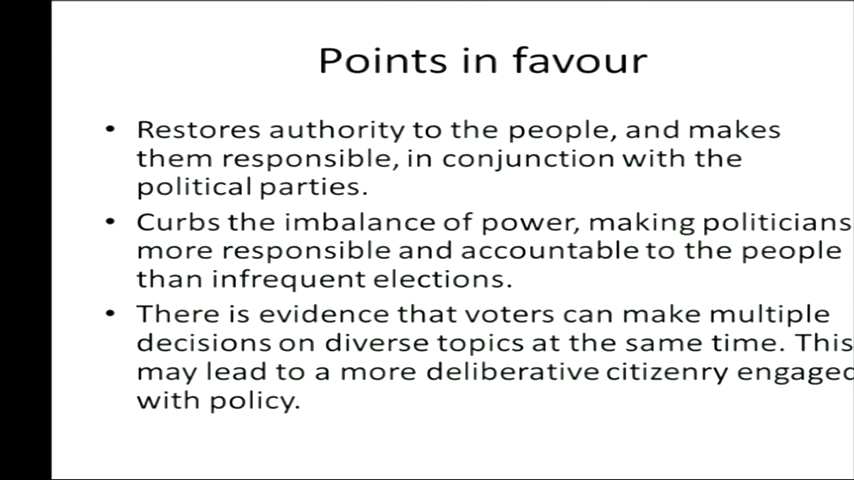 Points in favour
• Restores authority to the people, and makes
them responsible, in conjunction with the
political parties.
• Curbs the imbalance of power, making politicians
more responsible and accountable to the people
than infrequent elections.
• There is evidence that voters can make multiple
decisions on diverse topics at the same time. This
may lead to a more deliberative citizenry engaged
with policy.